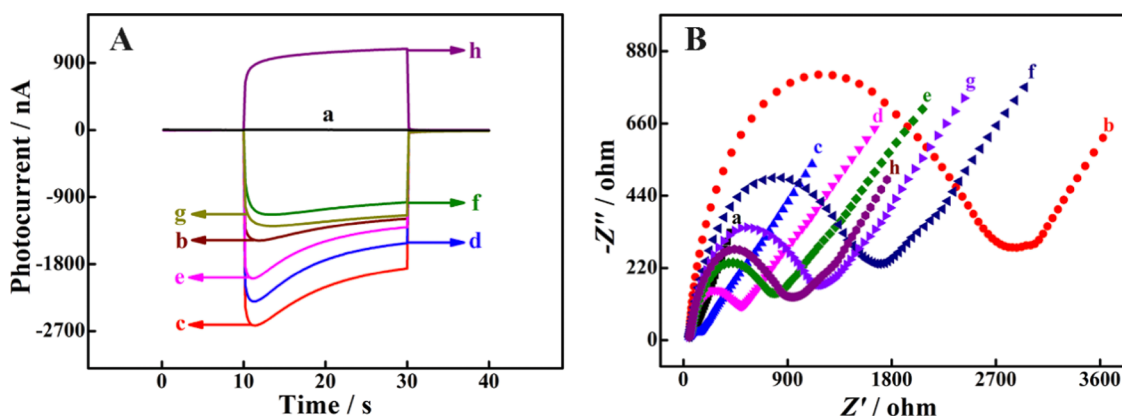 A
Photocurrent / nA
900
0
-900
-1800
-2700
h
a
g
f
b
d
e
c
0 10 20 30 40
Time / s
B
-Z″ / ohm
880
660
440
220
0
a
b
c
d
e
f
g
h
0 900 1800 2700 3600
Z′ / ohm